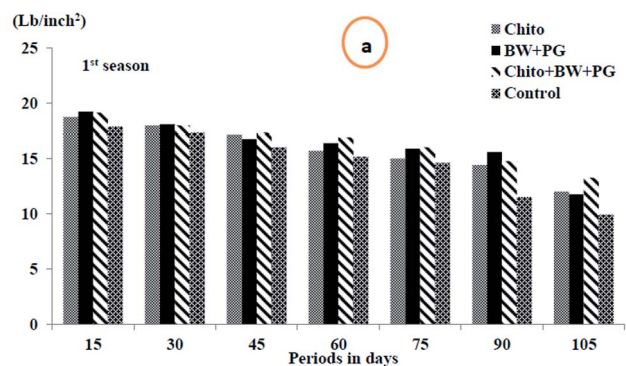 (Lb/inch²)
a
1st season
Chito
BW+PG
Chito+BW+PG
Control
25
20
15
10
5
0
15 30 45 60 75 90 105
Periods in days